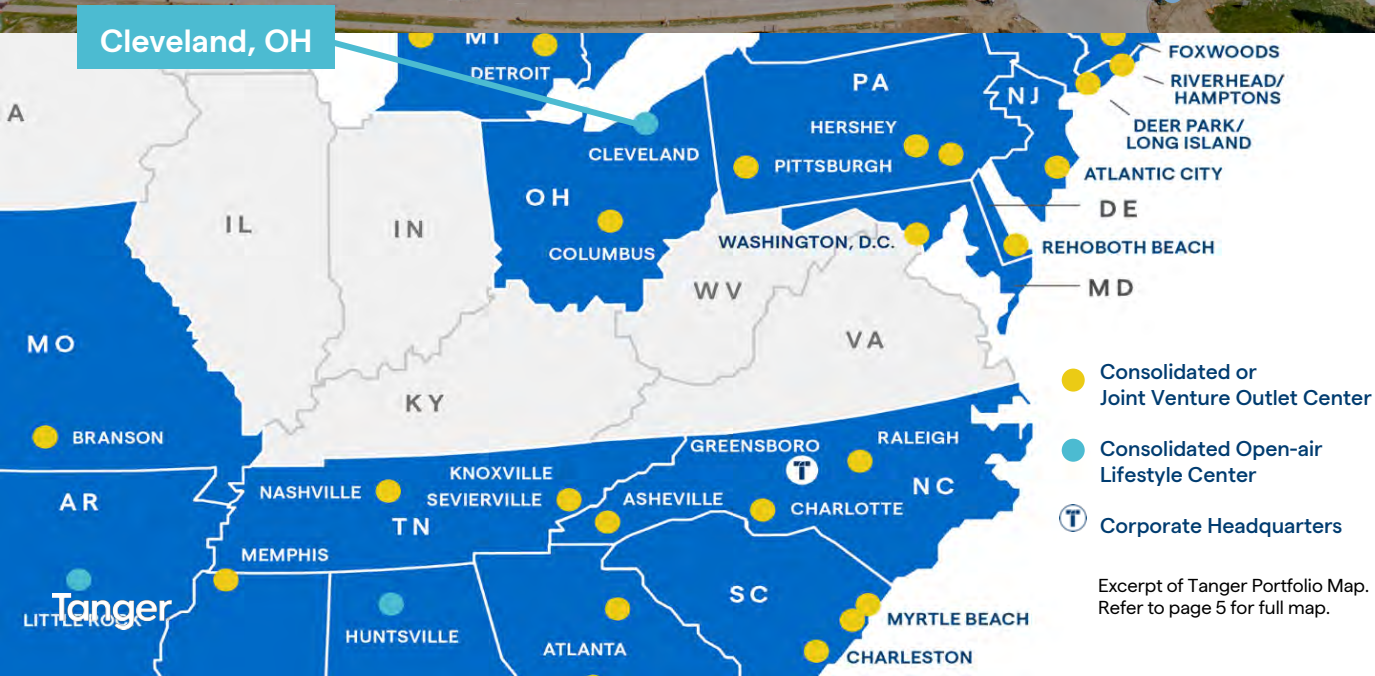 Cleveland, OH
MI
DETROIT
FOXWOODS
RIVERHEAD/
HAMPTONS
PA
NJ
A
HERSHEY
DEER PARK/
LONG ISLAND
CLEVELAND
PITTSBURGH
ATLANTIC CITY
OH
DE
IL
IN
COLUMBUS
WASHINGTON, D.C.
REHOBOTH BEACH
WV
MD
MO
VA
Consolidated or
Joint Venture Outlet Center
KY
BRANSON
GREENSBORO
RALEIGH
Consolidated Open-air
Lifestyle Center
T
KNOXVILLE
SEVIERVILLE
NASHVILLE
ASHEVILLE
NC
AR
CHARLOTTE
TN
T
Corporate Headquarters
MEMPHIS
SC
Excerpt of Tanger Portfolio Map.
Refer to page 5 for full map.
Tanger
LITTLE ROCK
HUNTSVILLE
ATLANTA
MYRTLE BEACH
CHARLESTON